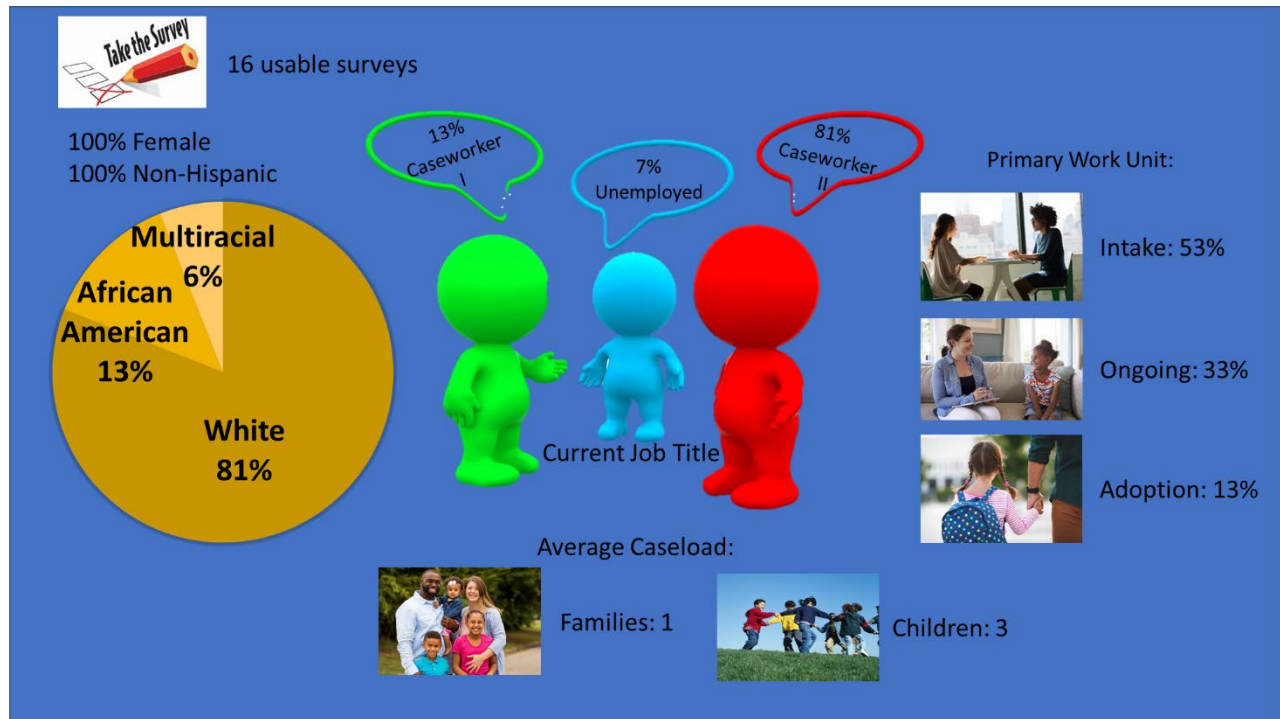 Take the Survey
16 usable surveys
100% Female
100% Non-Hispanic
Multiracial
6%
African
American
13%
White
81%
13%
Caseworker
I
7%
Unemployed
81%
Caseworker
II
Current Job Title
Primary Work Unit:
Intake: 53%
Ongoing: 33%
Adoption: 13%
Average Caseload:
Families: 1
Children: 3